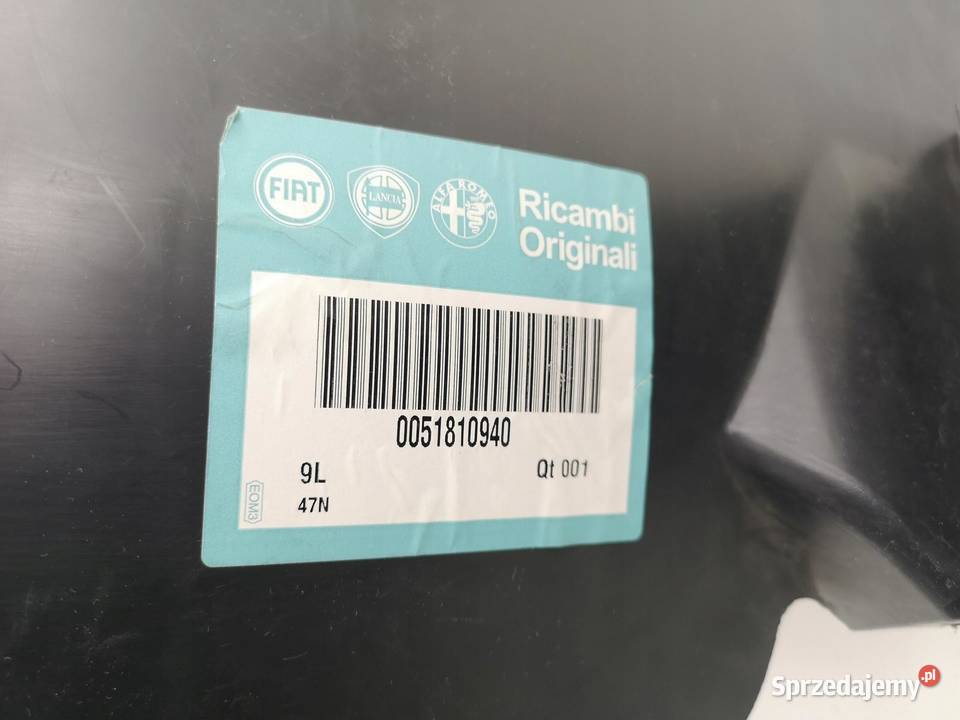 FIAT
LANCIA
ALFA ROMEO
Ricambi
Originali
0051810940
9L
Qt 001
47N
EOM3
Sprzedajemy.pl